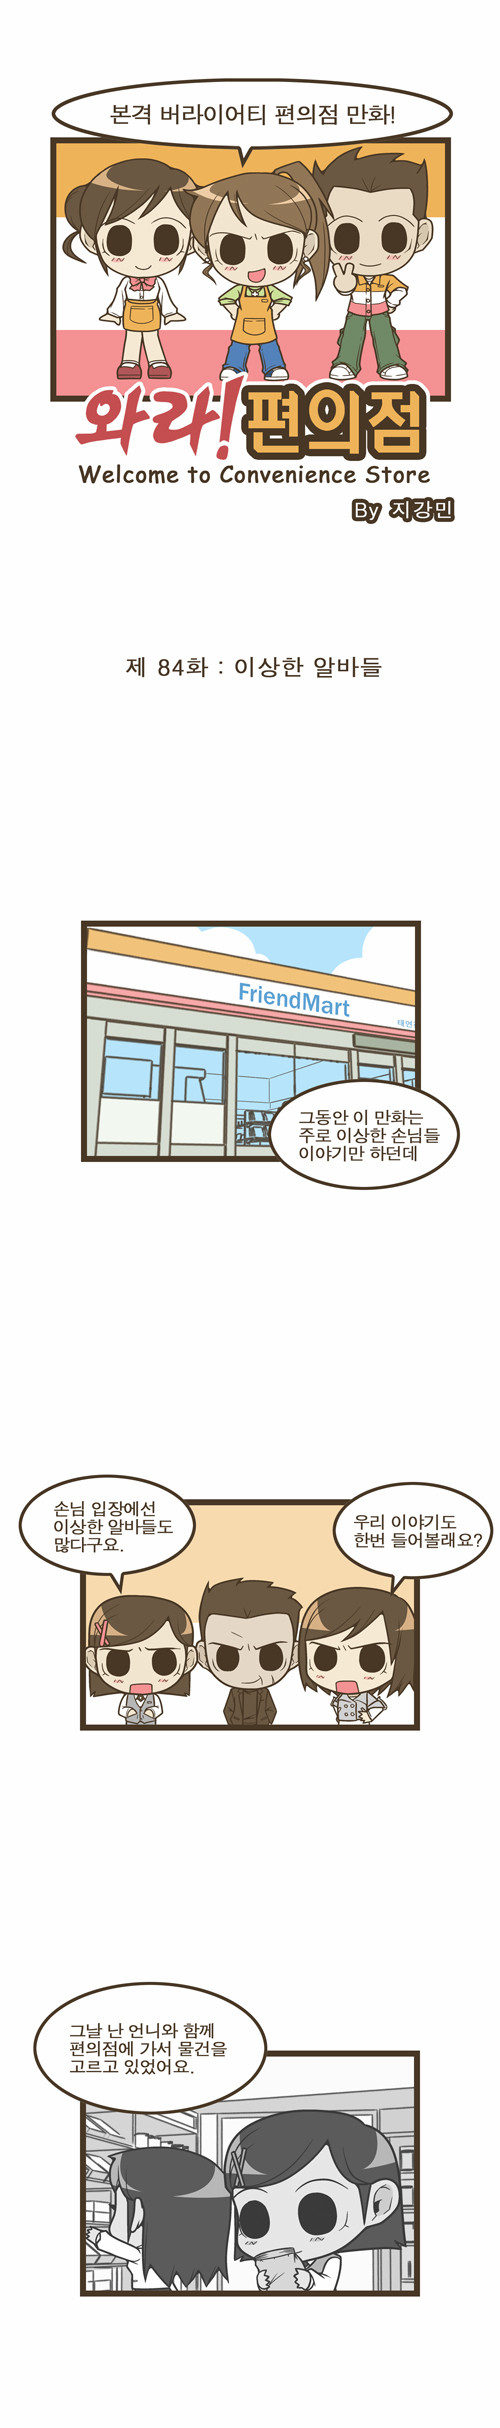 본격 버라이어티 편의점 만화!
와라! 편의점
Welcome to Convenience Store
By 지강민
제 84화 : 이상한 알바들
FriendMart
그동안 이 만화는
주로 이상한 손님들
이야기만 하던데
손님 입장에선
이상한 알바들도
많다구요.
우리 이야기도
한번 들어볼래요?
그날 난 언니와 함께
편의점에 가서 물건을
고르고 있었어요.